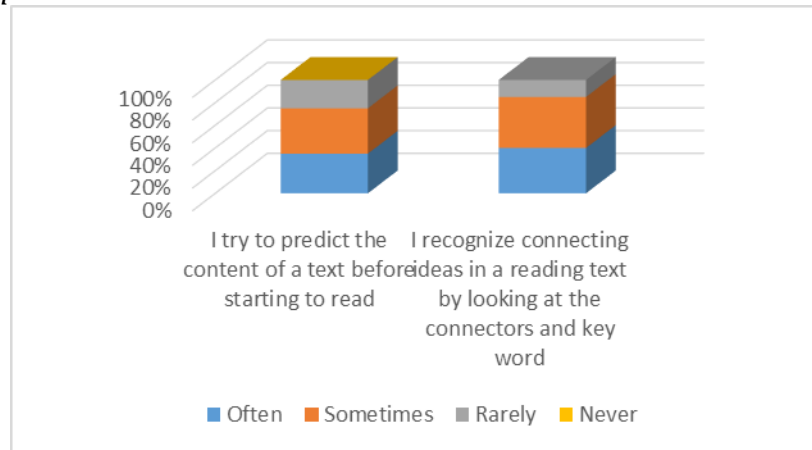 100%
80%
60%
40%
20%
0%
I try to predict the
content of a text before
starting to read
I recognize connecting
ideas in a reading text
by looking at the
connectors and key
word
Often Sometimes Rarely Never